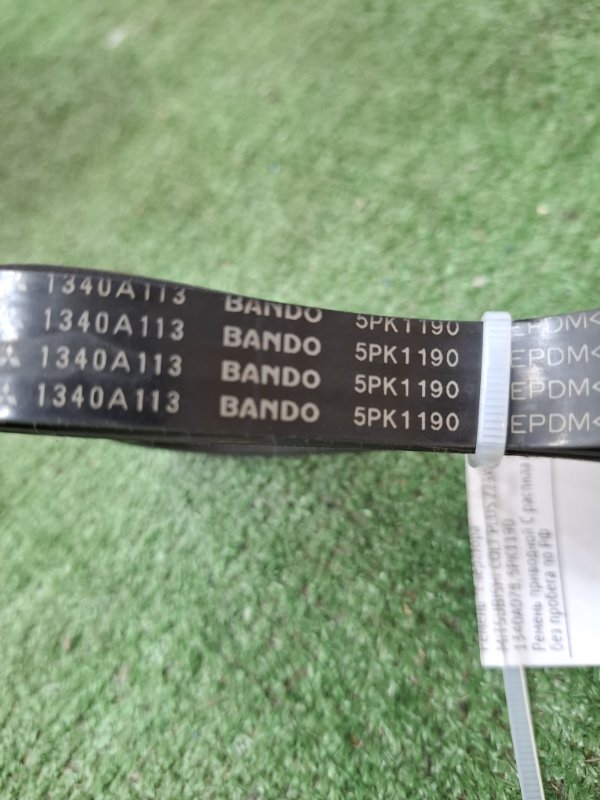 1340A113 BANDO 5PK1190
1340A113 BANDO 5PK1190 EPDM<
1340A113 BANDO 5PK1190 EPDM<
1340A113 BANDO 5PK1190 EPDM<
1340A078, 5PK1190
Ремень приводной С распила
без пробега по РФ